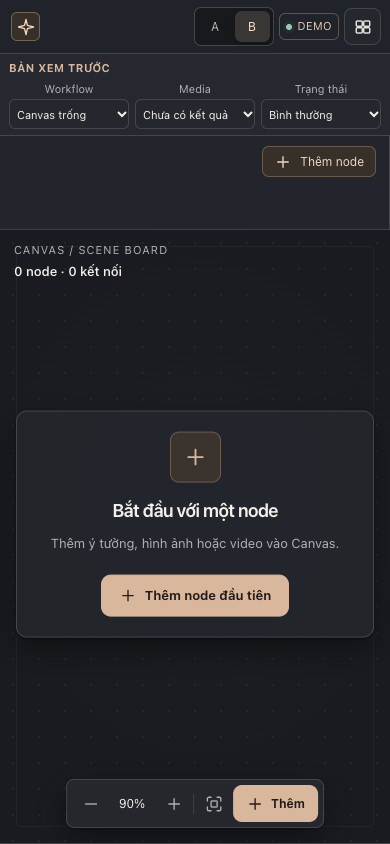 A B DEMO
BẢN XEM TRƯỚC
Workflow Media Trạng thái
Canvas trống Chưa có kết quả Bình thường
Thêm node
CANVAS / SCENE BOARD
0 node · 0 kết nối
Bắt đầu với một node
Thêm ý tưởng, hình ảnh hoặc video vào Canvas.
Thêm node đầu tiên
90% Thêm